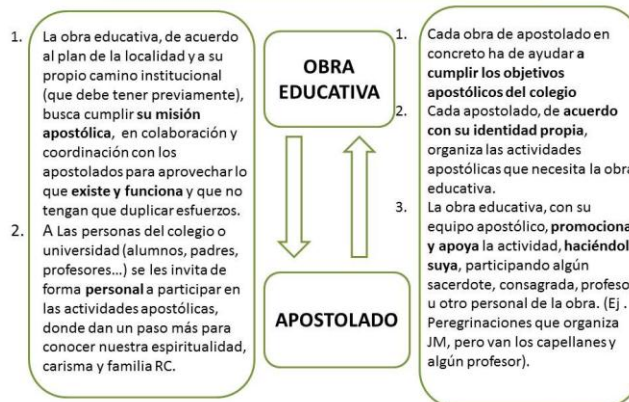 1. La obra educativa, de acuerdo
al plan de la localidad y a su
propio camino institucional
(que debe tener previamente),
busca cumplir su misión
apostólica, en colaboración y
coordinación con los
apostolados para aprovechar lo
que existe y funciona y que no
tengan que duplicar esfuerzos.
2. A Las personas del colegio o
universidad (alumnos, padres,
profesores...) se les invita de
forma personal a participar en
las actividades apostólicas,
donde dan un paso más para
conocer nuestra espiritualidad,
carisma y familia RC.
OBRA
EDUCATIVA
APOSTOLADO
1. Cada obra de apostolado en
concreto ha de ayudar a
cumplir los objetivos
apostólicos del colegio
2. Cada apostolado, de acuerdo
con su identidad propia,
organiza las actividades
apostólicas que necesita la obra
educativa.
3. La obra educativa, con su
equipo apostólico, promociona
y apoya la actividad, haciéndol
suya, participando algún
sacerdote, consagrada, profeso
u otro personal de la obra. (Ej .
Peregrinaciones que organiza
JM, pero van los capellanes y
algún profesor).